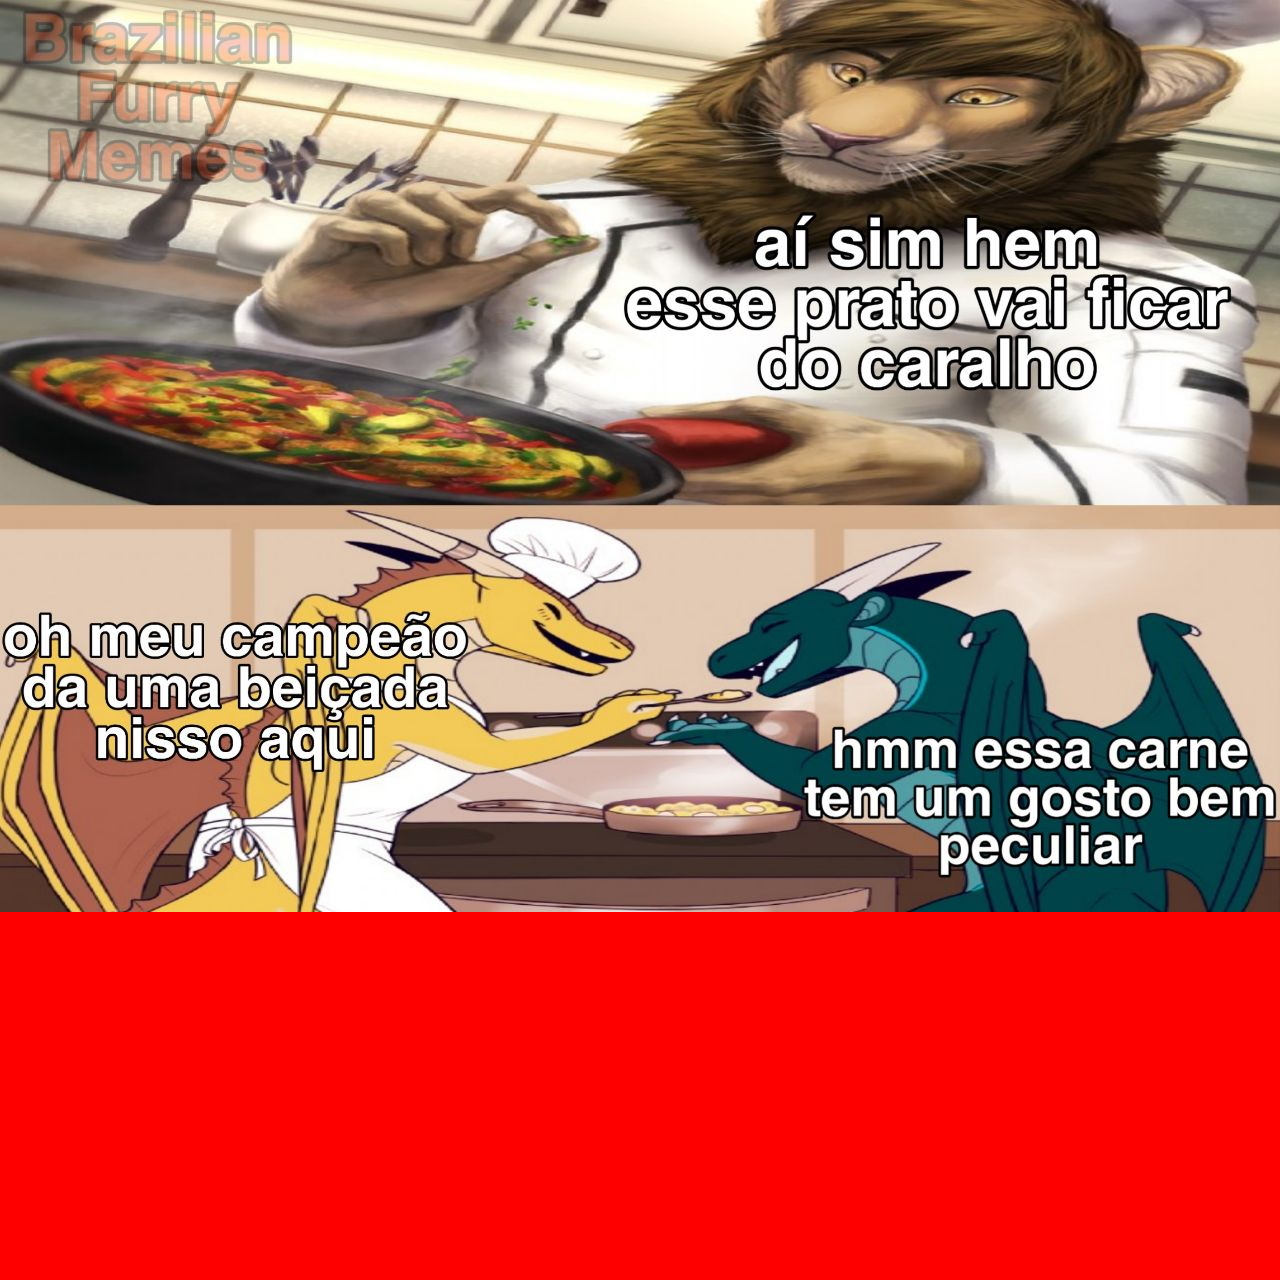 Brazilian
Furry
Memes
aí sim hem
esse prato vai ficar
do caralho
oh meu campeão
da uma beiçada
nisso aqui
hmm essa carne
tem um gosto bem
peculiar